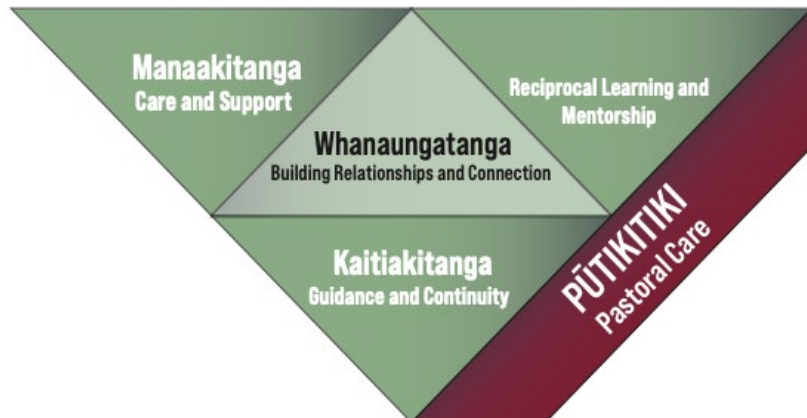 Manaakitanga
Care and Support
Reciprocal Learning and
Mentorship
Whanaungatanga
Building Relationships and Connection
Kaitiakitanga
Guidance and Continuity
PŪTIKITIKI
Pastoral Care